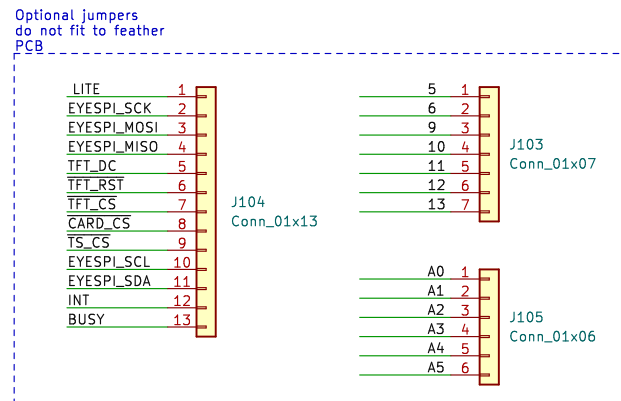 Optional jumpers
do not fit to feather
PCB
LITE 1
EYESPI_SCK 2
EYESPI_MOSI 3
EYESPI_MISO 4
TFT_DC 5
TFT_RST 6
TFT_CS 7
CARD_CS 8
TS_CS 9
EYESPI_SCL 10
EYESPI_SDA 11
INT 12
BUSY 13
J104
Conn_01x13
5 1
6 2
9 3
10 4
11 5
12 6
13 7
J103
Conn_01x07
A0 1
A1 2
A2 3
A3 4
A4 5
A5 6
J105
Conn_01x06